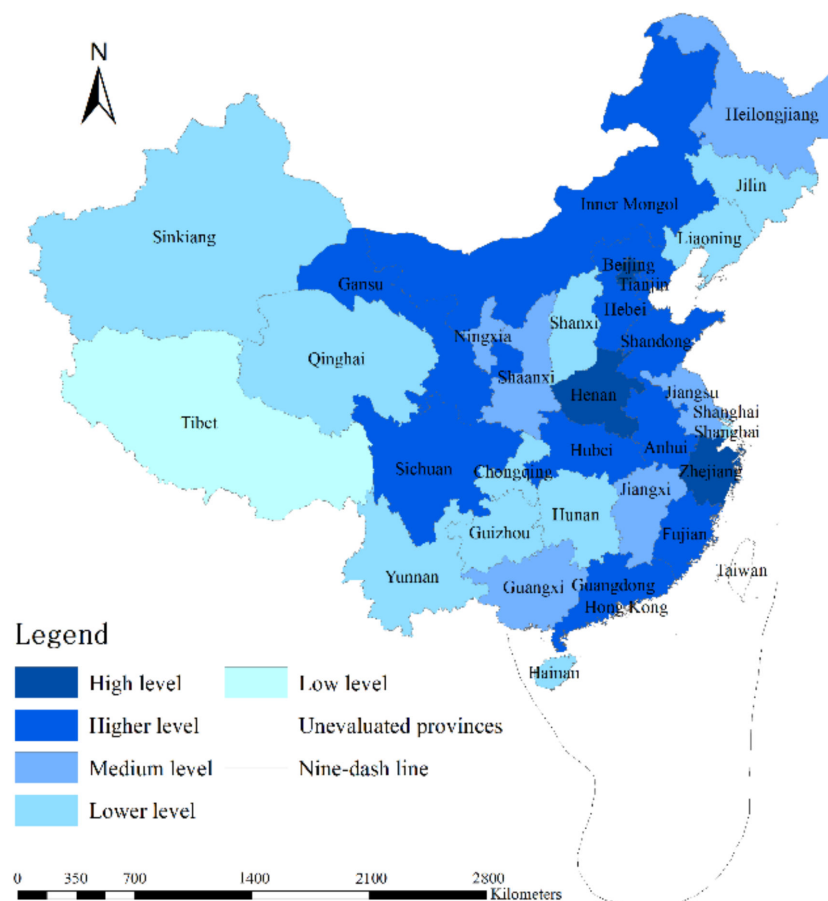 N
Heilongjiang
Jilin
Inner Mongol
Liaoning
Sinkiang
Beijing
Tianjin
Gansu
Hebei
Shanxi
Ningxia
Shandong
Qinghai
Shaanxi
Henan
Jiangsu
Shanghai
Tibet
Shanghai
Hubei
Anhui
Sichuan
Chongqing
Zhejiang
Jiangxi
Hunan
Guizhou
Fujian
Yunnan
Taiwan
Guangxi
Guangdong
Hong Kong
Legend
Hainan
High level
Low level
Higher level
Unevaluated provinces
Medium level
Nine-dash line
Lower level
0 350 700 1400 2100 2800
Kilometers